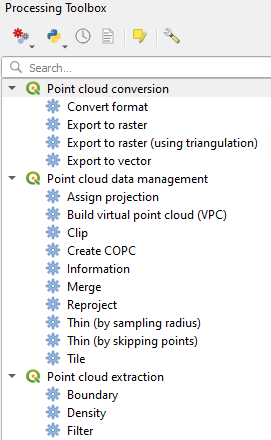 Processing Toolbox
Search...
Point cloud conversion
Convert format
Export to raster
Export to raster (using triangulation)
Export to vector
Point cloud data management
Assign projection
Build virtual point cloud (VPC)
Clip
Create COPC
Information
Merge
Reproject
Thin (by sampling radius)
Thin (by skipping points)
Tile
Point cloud extraction
Boundary
Density
Filter